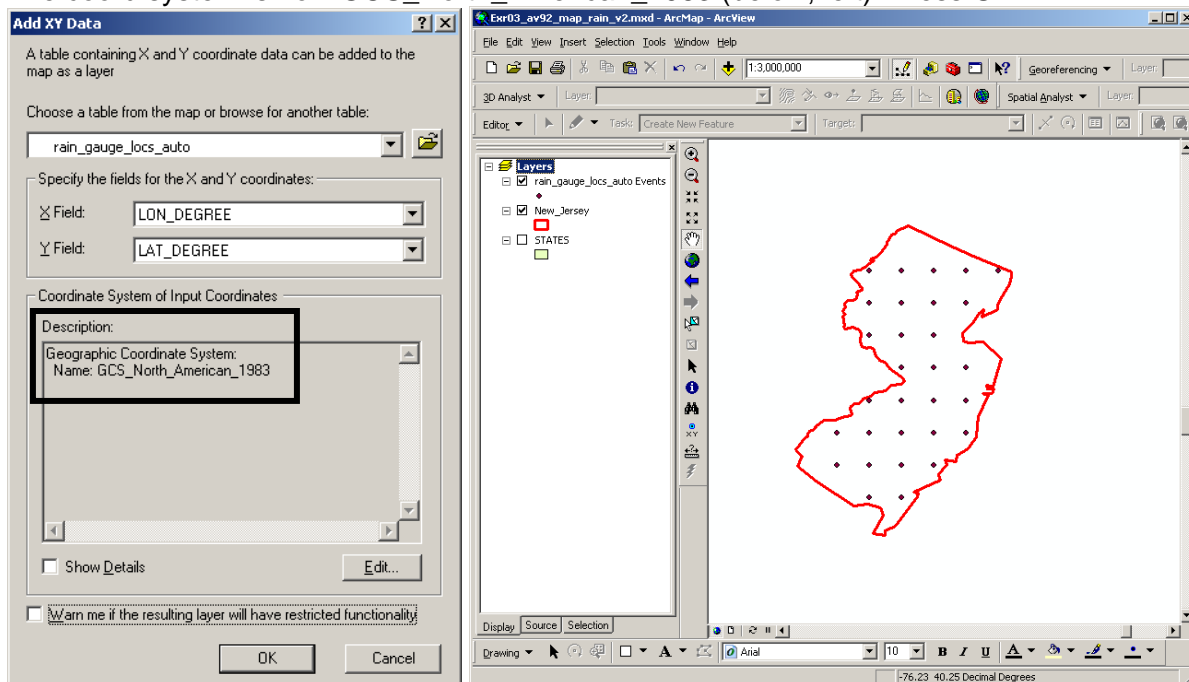 Add XY Data
A table containing X and Y coordinate data can be added to the
map as a layer
Choose a table from the map or browse for another table:
rain_gauge_locs_auto
Specify the fields for the X and Y coordinates:
X Field:
LON_DEGREE
Y Field:
LAT_DEGREE
Coordinate System of Input Coordinates
Description:
Geographic Coordinate System:
Name: GCS_North_American_1983
Show Details
Edit...
Warn me if the resulting layer will have restricted functionality
OK
Cancel
Exr03_av92_map_rain_v2.mxd - ArcMap - ArcView
File Edit View Insert Selection Tools Window Help
1:3,000,000
Georeferencing
Layer:
3D Analyst
Layer:
Spatial Analyst
Layer:
Editor
Task:
Create New Feature
Target:
Layers
rain_gauge_locs_auto Events
New_Jersey
STATES
Display
Source
Selection
Drawing
A
Arial
10
B I U
A
-76.23 40.25 Decimal Degrees